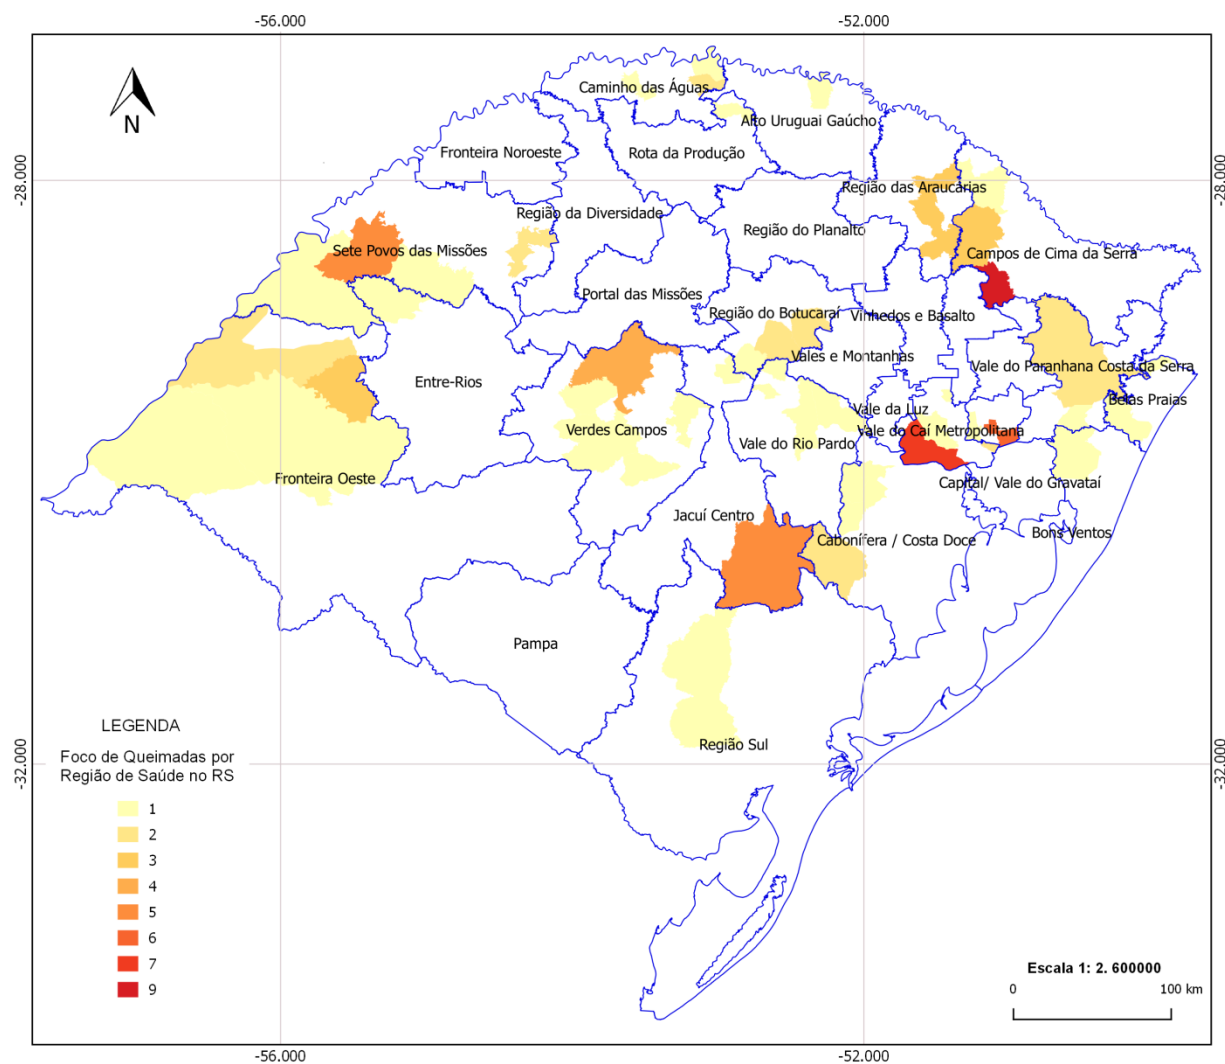 -56.000
-52.000
Caminho das Águas
Alto Uruguai Gaúcho
N
Fronteira Noroeste
Rota da Produção
-28.000
-28.000
Região das Araucárias
Região da Diversidade
Região do Planalto
Sete Povos das Missões
Campos de Cima da Serra
Portal das Missões
Região do Botucaraí
Vinhedos e Basalto
Vales e Montanhas
Vale do Paranhana Costa da Serra
Entre-Rios
Belas Praias
Vale da Luz
Verdes Campos
Vale do Caí Metropolitana
Vale do Rio Pardo
Fronteira Oeste
Capital/ Vale do Gravataí
Jacuí Centro
Bons Ventos
Cabonífera / Costa Doce
Pampa
Região Sul
LEGENDA
Foco de Queimadas por
Região de Saúde no RS
1
2
3
4
5
6
7
9
-32.000
-32.000
Escala 1: 2. 600000
0 100 km
-56.000
-52.000